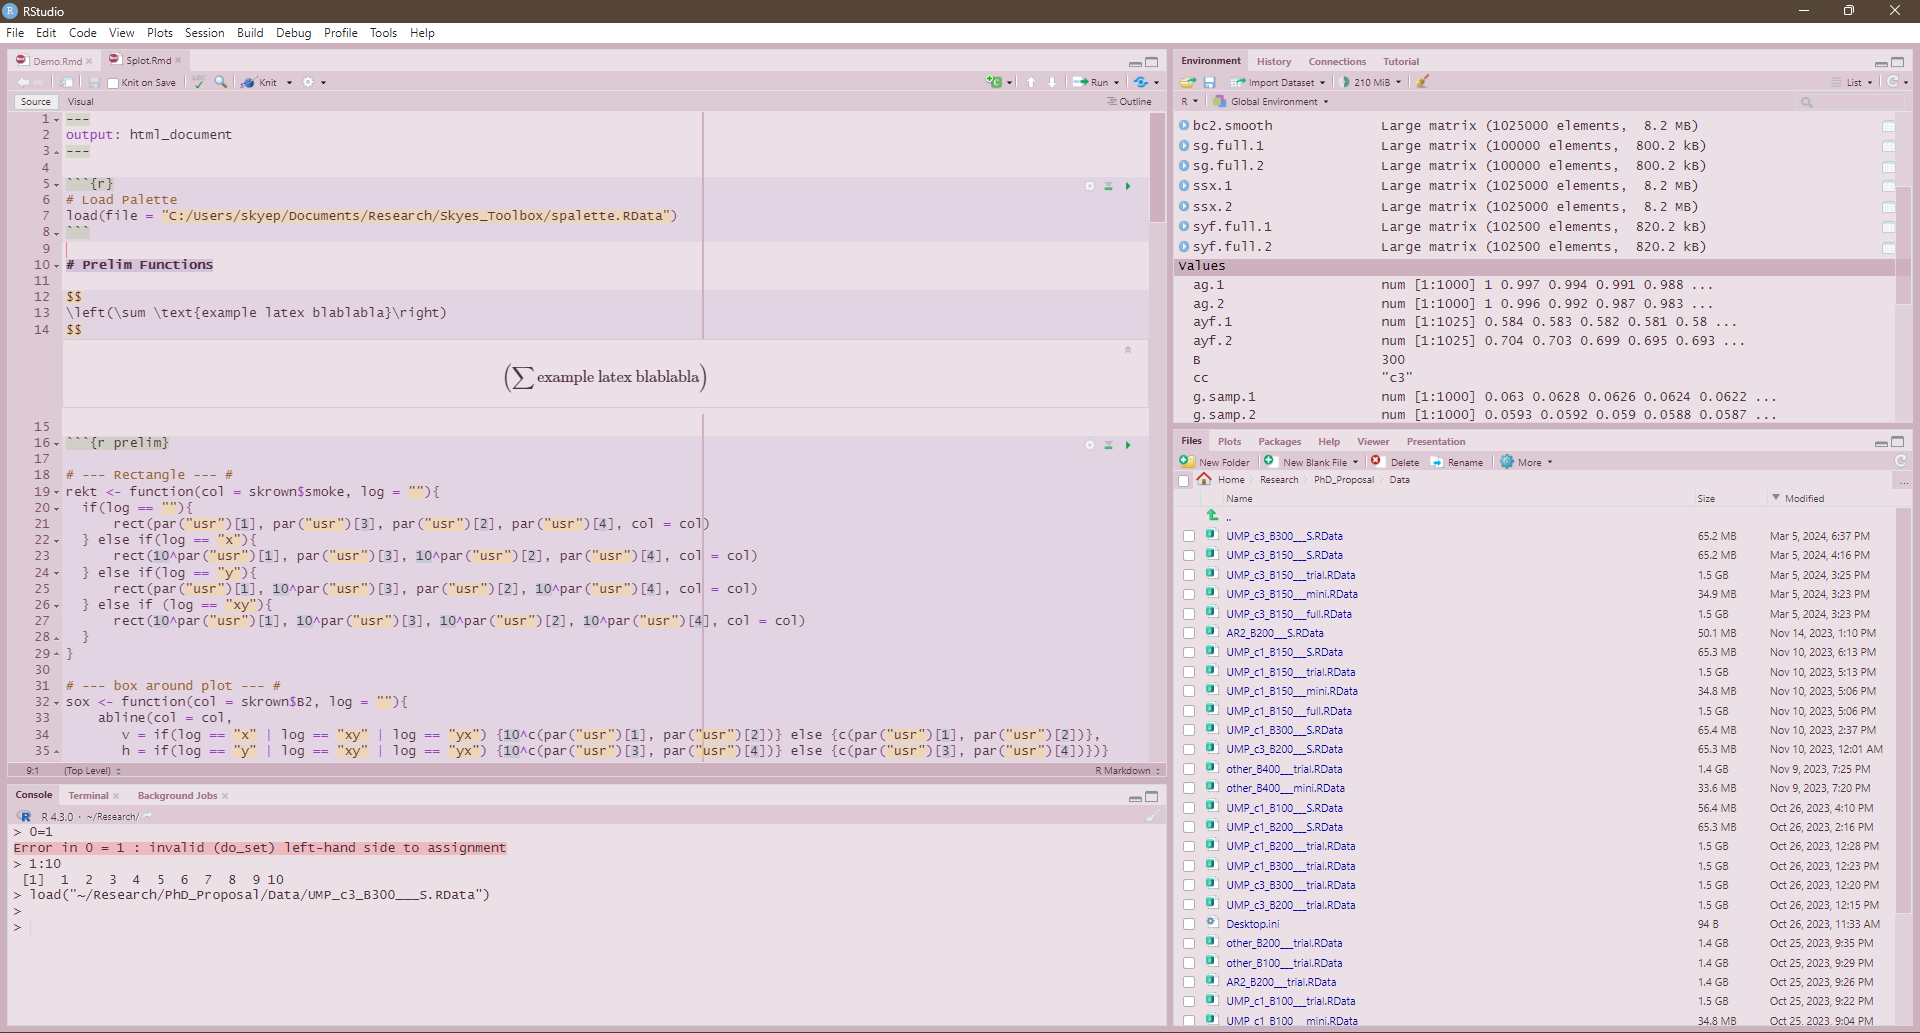 RStudio
File Edit Code View Plots Session Build Debug Profile Tools Help
Demo.Rmd
Splot.Rmd
Knit on Save
Knit
Run
Source Visual
Outline
1 ---
2 output: html_document
3 ---
4
5 ```{r}
6 # Load Palette
7 load(file = "C:/Users/skyep/Documents/Research/Skyes_Toolbox/spalette.RData")
8 ```
9
10 # Prelim Functions
11
12 $$
13 \left(\sum \text{example latex blablabla}\right)
14 $$
(∑ example latex blablabla)
15
16 ```{r prelim}
17
18 # --- Rectangle --- #
19 rekt <- function(col = skrown$smoke, log = ""){
20 if(log == ""){
21 rect(par("usr")[1], par("usr")[3], par("usr")[2], par("usr")[4], col = col)
22 } else if(log == "x"){
23 rect(10^par("usr")[1], par("usr")[3], 10^par("usr")[2], par("usr")[4], col = col)
24 } else if(log == "y"){
25 rect(par("usr")[1], 10^par("usr")[3], par("usr")[2], 10^par("usr")[4], col = col)
26 } else if (log == "xy"){
27 rect(10^par("usr")[1], 10^par("usr")[3], 10^par("usr")[2], 10^par("usr")[4], col = col)
28 }
29 }
30
31 # --- box around plot --- #
32 sox <- function(col = skrown$B2, log = ""){
33 abline(col = col,
34 v = if(log == "x" | log == "xy" | log == "yx") {10^c(par("usr")[1], par("usr")[2])} else {c(par("usr")[1], par("usr")[2])},
35 h = if(log == "y" | log == "xy" | log == "yx") {10^c(par("usr")[3], par("usr")[4])} else {c(par("usr")[3], par("usr")[4])})}
9:1 (Top Level) R Markdown
Console Terminal Background Jobs
R 4.3.0 · ~/Research/
> 0=1
Error in 0 = 1 : invalid (do_set) left-hand side to assignment
> 1:10
[1] 1 2 3 4 5 6 7 8 9 10
> load("~/Research/PhD_Proposal/Data/UMP_c3_B300___S.RData")
>
>
Environment History Connections Tutorial
Import Dataset 210 MiB List
R Global Environment
bc2.smooth Large matrix (1025000 elements, 8.2 MB)
sg.full.1 Large matrix (100000 elements, 800.2 kB)
sg.full.2 Large matrix (100000 elements, 800.2 kB)
ssx.1 Large matrix (1025000 elements, 8.2 MB)
ssx.2 Large matrix (1025000 elements, 8.2 MB)
syf.full.1 Large matrix (102500 elements, 820.2 kB)
syf.full.2 Large matrix (102500 elements, 820.2 kB)
Values
ag.1 num [1:1000] 1 0.997 0.994 0.991 0.988 ...
ag.2 num [1:1000] 1 0.996 0.992 0.987 0.983 ...
ayf.1 num [1:1025] 0.584 0.583 0.582 0.581 0.58 ...
ayf.2 num [1:1025] 0.704 0.703 0.699 0.695 0.693 ...
B 300
cc "c3"
g.samp.1 num [1:1000] 0.063 0.0628 0.0626 0.0624 0.0622 ...
g.samp.2 num [1:1000] 0.0593 0.0592 0.059 0.0588 0.0587 ...
Files Plots Packages Help Viewer Presentation
New Folder New Blank File Delete Rename More
Home Research PhD_Proposal Data ...
Name Size Modified
..
UMP_c3_B300___S.RData 65.2 MB Mar 5, 2024, 6:37 PM
UMP_c3_B150___S.RData 65.2 MB Mar 5, 2024, 4:16 PM
UMP_c3_B150___trial.RData 1.5 GB Mar 5, 2024, 3:25 PM
UMP_c3_B150___mini.RData 34.9 MB Mar 5, 2024, 3:23 PM
UMP_c3_B150___full.RData 1.5 GB Mar 5, 2024, 3:23 PM
AR2_B200___S.RData 50.1 MB Nov 14, 2023, 1:10 PM
UMP_c1_B150___S.RData 65.3 MB Nov 10, 2023, 6:13 PM
UMP_c1_B150___trial.RData 1.5 GB Nov 10, 2023, 5:13 PM
UMP_c1_B150___mini.RData 34.8 MB Nov 10, 2023, 5:06 PM
UMP_c1_B150___full.RData 1.5 GB Nov 10, 2023, 5:06 PM
UMP_c1_B300___S.RData 65.4 MB Nov 10, 2023, 2:37 PM
UMP_c3_B200___S.RData 65.3 MB Nov 10, 2023, 12:01 AM
other_B400___trial.RData 1.4 GB Nov 9, 2023, 7:25 PM
other_B400___mini.RData 33.6 MB Nov 9, 2023, 7:20 PM
UMP_c1_B100___S.RData 56.4 MB Oct 26, 2023, 4:10 PM
UMP_c1_B200___S.RData 65.3 MB Oct 26, 2023, 2:16 PM
UMP_c1_B200___trial.RData 1.5 GB Oct 26, 2023, 12:28 PM
UMP_c1_B300___trial.RData 1.5 GB Oct 26, 2023, 12:23 PM
UMP_c3_B300___trial.RData 1.5 GB Oct 26, 2023, 12:20 PM
UMP_c3_B200___trial.RData 1.5 GB Oct 26, 2023, 12:15 PM
Desktop.ini 94 B Oct 26, 2023, 11:33 AM
other_B200___trial.RData 1.4 GB Oct 25, 2023, 9:35 PM
other_B100___trial.RData 1.4 GB Oct 25, 2023, 9:29 PM
AR2_B200___trial.RData 1.4 GB Oct 25, 2023, 9:26 PM
UMP_c1_B100___trial.RData 1.5 GB Oct 25, 2023, 9:22 PM
UMP_c1_B100___mini.RData 34.8 MB Oct 25, 2023, 9:04 PM